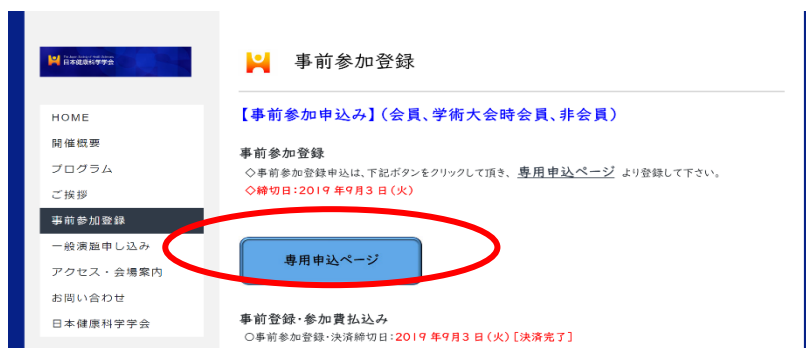 日本健康科学学会
事前参加登録
HOME
開催概要
プログラム
ご挨拶
事前参加登録
一般演題申し込み
アクセス・会場案内
お問い合わせ
日本健康科学学会
【事前参加申込み】(会員、学術大会時会員、非会員)
事前参加登録
◇事前参加登録申込は、下記ボタンをクリックして頂き、 専用申込ページ より登録して下さい。
◇締切日:2019 年9月3 日(火)
専用申込ページ
事前登録・参加費払込み
○事前参加登録・決済締切日:2019 年9月3 日(火)[決済完了]